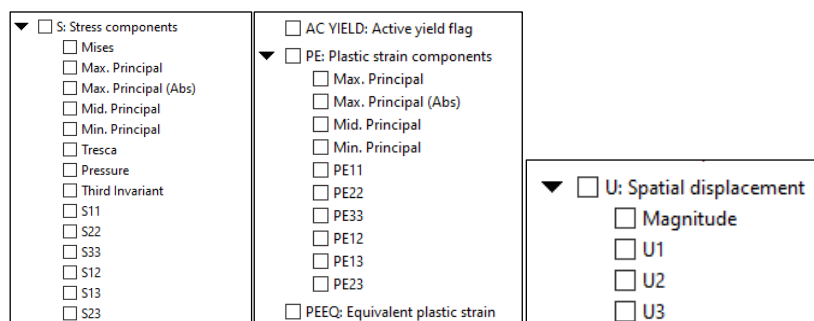 S: Stress components
Mises
Max. Principal
Max. Principal (Abs)
Mid. Principal
Min. Principal
Tresca
Pressure
Third Invariant
S11
S22
S33
S12
S13
S23
AC YIELD: Active yield flag
PE: Plastic strain components
Max. Principal
Max. Principal (Abs)
Mid. Principal
Min. Principal
PE11
PE22
PE33
PE12
PE13
PE23
PEEQ: Equivalent plastic strain
U: Spatial displacement
Magnitude
U1
U2
U3